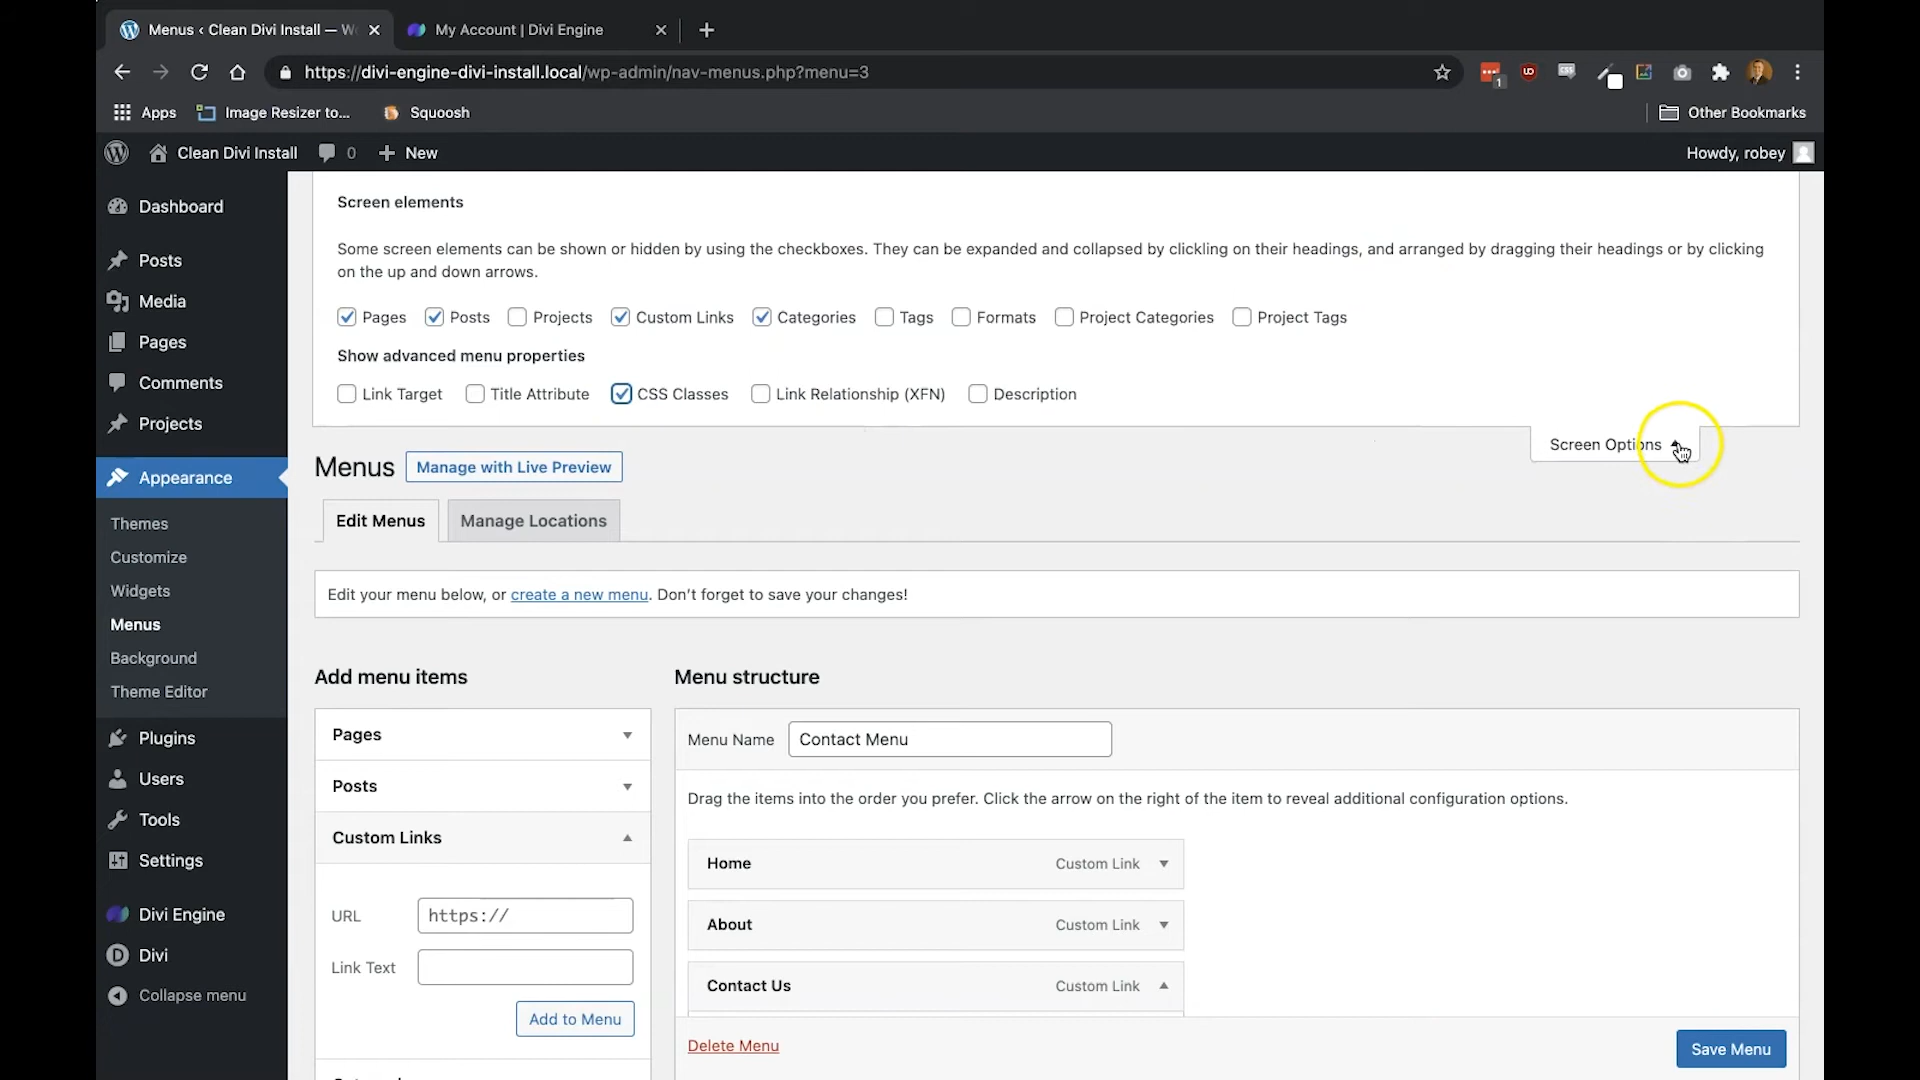 Menus ‹ Clean Divi Install — W
My Account | Divi Engine
https://divi-engine-divi-install.local/wp-admin/nav-menus.php?menu=3
1
UD
CSS
Apps
Image Resizer to...
Squoosh
Other Bookmarks
Clean Divi Install
0
New
Howdy, robey
Dashboard
Posts
Media
Pages
Comments
Projects
Appearance
Themes
Customize
Widgets
Menus
Background
Theme Editor
Plugins
Users
Tools
Settings
Divi Engine
D
Divi
Collapse menu
Screen elements
Some screen elements can be shown or hidden by using the checkboxes. They can be expanded and collapsed by clickling on their headings, and arranged by dragging their headings or by clicking
on the up and down arrows.
Pages Posts Projects Custom Links Categories Tags Formats Project Categories Project Tags
Show advanced menu properties
Link Target Title Attribute CSS Classes Link Relationship (XFN) Description
Screen Options
Menus
Manage with Live Preview
Edit Menus
Manage Locations
Edit your menu below, or create a new menu. Don't forget to save your changes!
Add menu items
Pages
Posts
Custom Links
URL
https://
Link Text
Add to Menu
Menu structure
Menu Name
Contact Menu
Drag the items into the order you prefer. Click the arrow on the right of the item to reveal additional configuration options.
Home Custom Link
About Custom Link
Contact Us Custom Link
Delete Menu
Save Menu